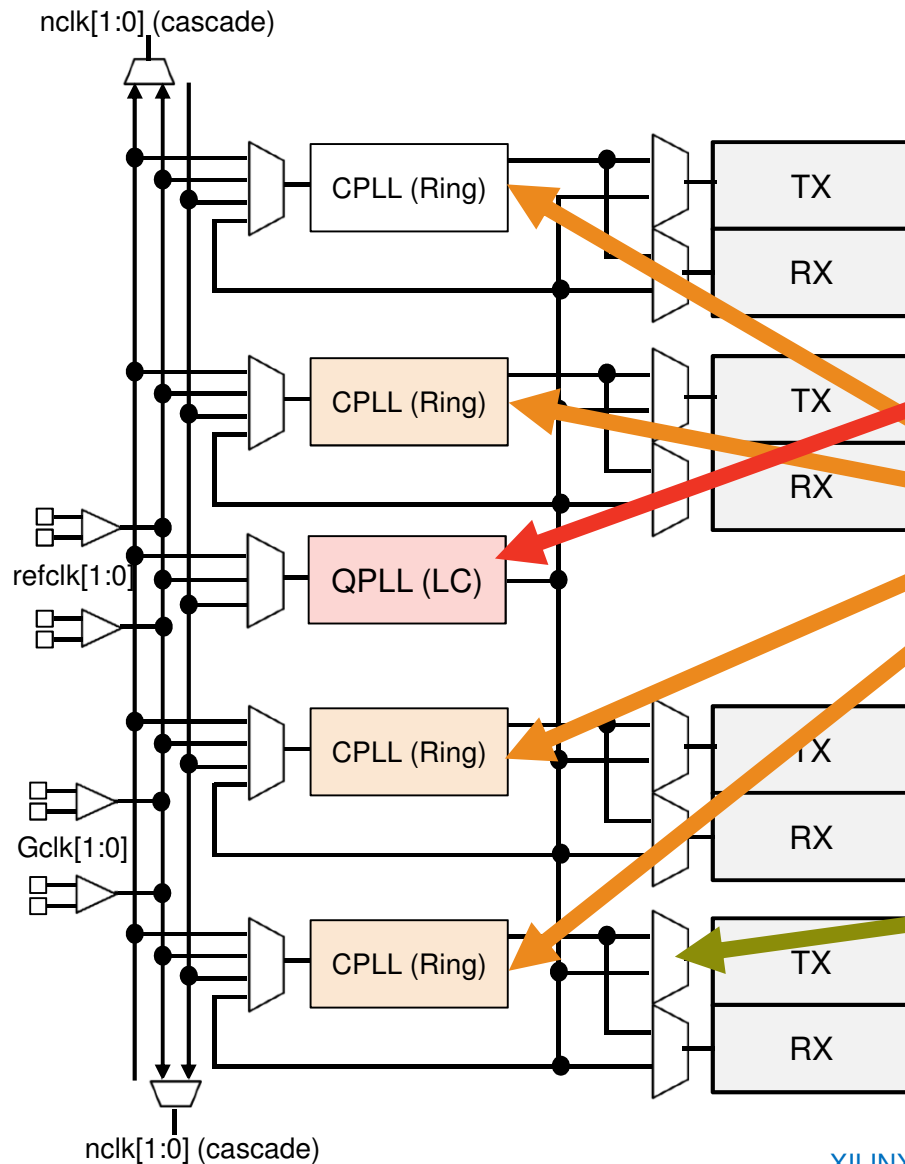 nclk[1:0] (cascade)
CPLL (Ring)
TX
RX
CPLL (Ring)
TX
RX
refclk[1:0]
QPLL (LC)
CPLL (Ring)
TX
RX
Gclk[1:0]
CPLL (Ring)
TX
RX
nclk[1:0] (cascade)
XILINX